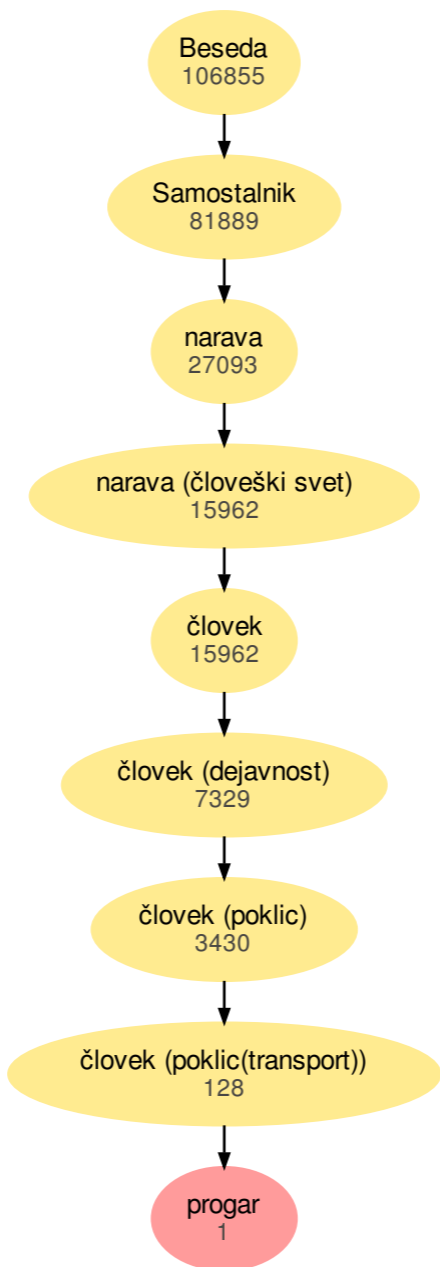 Beseda
106855
Samostalnik
81889
narava
27093
narava (človeški svet)
15962
človek
15962
človek (dejavnost)
7329
človek (poklic)
3430
človek (poklic(transport))
128
progar
1